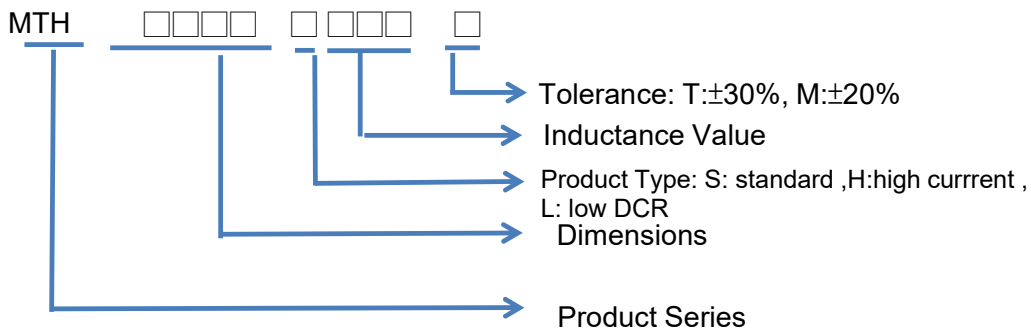 MTH □□□□ □ □□□ □
Tolerance: T:±30%, M:±20%
Inductance Value
Product Type: S: standard ,H:high currrent ,
L: low DCR
Dimensions
Product Series